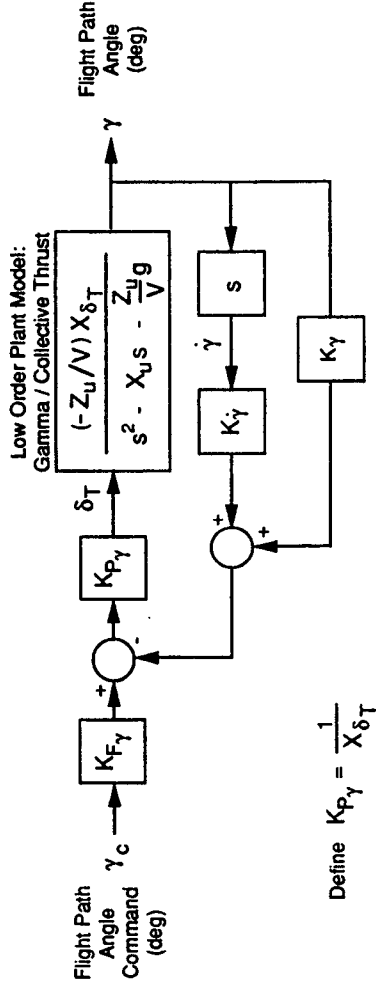 Low Order Plant Model:
Gamma / Collective Thrust
Flight Path
Angle
Command
(deg)
γc
K_Fγ
+
-
K_Pγ
δ_T
(-Z_u/V) X_δT
s² - X_u s - Z_u/V g
γ
Flight Path
Angle
(deg)
s
γ̇
K_γ̇
+
+
K_γ
Define K_Pγ = 1/X_δT